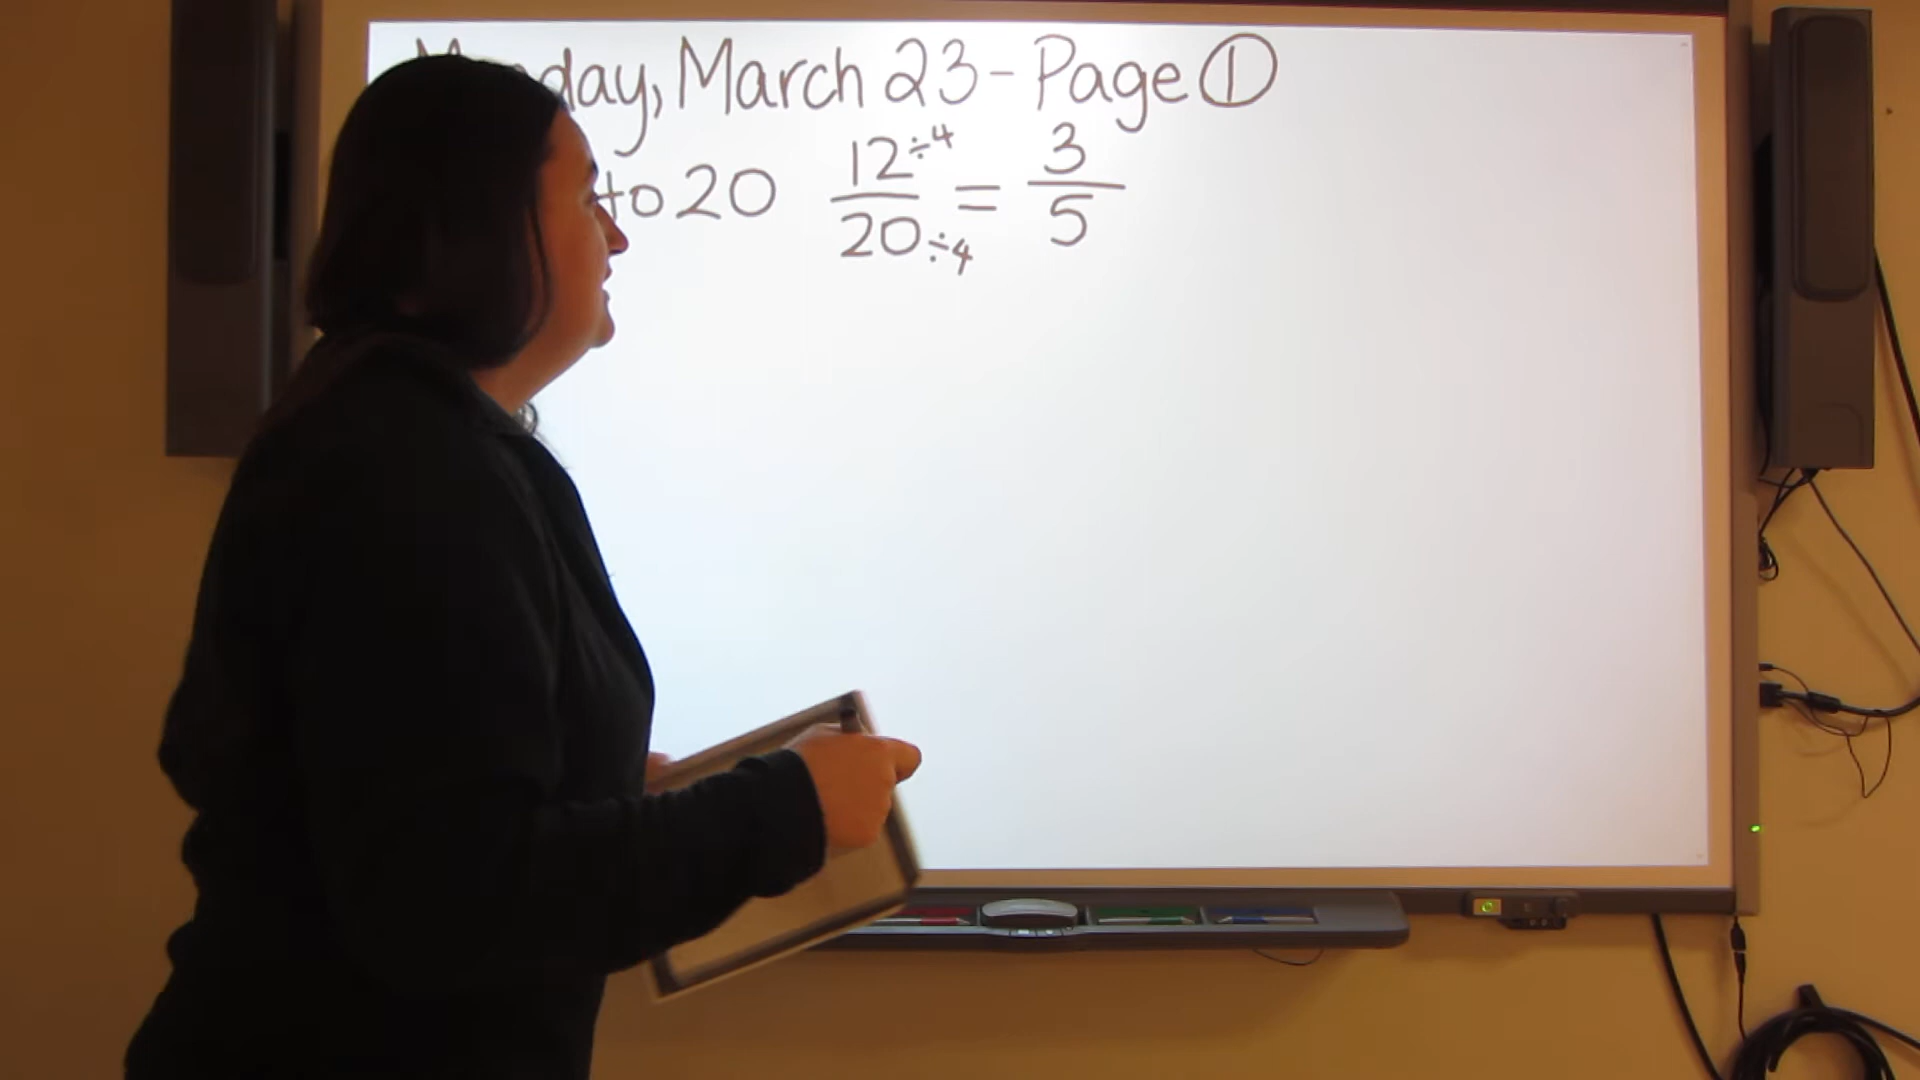 day, March 23 - Page ①
to 20 12÷4/20÷4 = 3/5